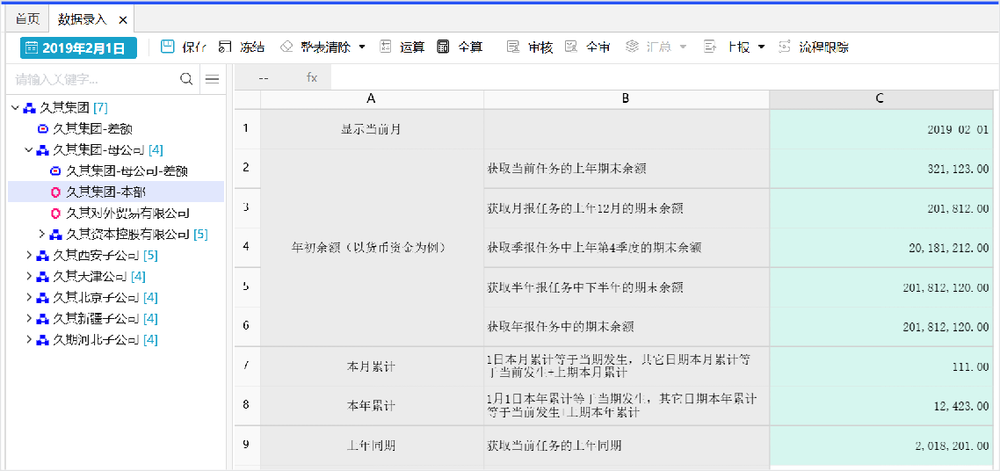 首页 数据录入 ×
2019年2月1日 保存 冻结 整表清除 运算 全算 审核 全审 汇总 上报 流程跟踪
请输入关键字... -- fx
久其集团 [7]
久其集团-差额
久其集团-母公司 [4]
久其集团-母公司-差额
久其集团-本部
久其对外贸易有限公司
久其资本控股有限公司 [5]
久其西安子公司 [5]
久其天津公司 [4]
久其北京子公司 [4]
久其新疆子公司 [4]
久期河北子公司 [4]
A B C
1 显示当前月 2019-02-01
2 获取当前任务的上年期末余额 321,123.00
3 获取月报任务的上年12月的期末余额 201,812.00
4 年初余额（以货币资金为例） 获取季报任务中上年第4季度的期末余额 20,181,212.00
5 获取半年报任务中下半年的期末余额 201,812,120.00
6 获取年报任务中的期末余额 201,812,120.00
7 本月累计 1日本月累计等于当期发生，其它日期本月累计等
于当前发生+上期本月累计 111.00
8 本年累计 1月1日本年累计等于当期发生，其它日期本年累计
等于当前发生+上期本年累计 12,423.00
9 上年同期 获取当前任务的上年同期 2,018,201.00